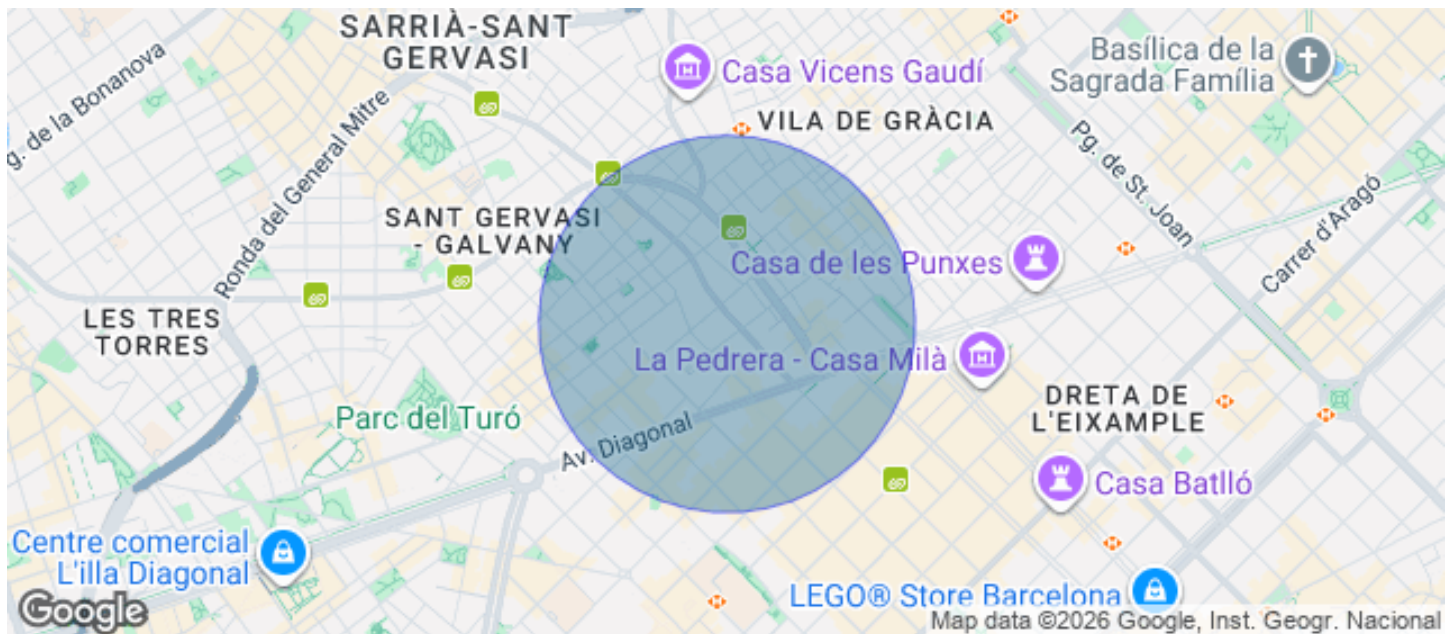 SARRIÀ-SANT
GERVASI
Casa Vicens Gaudí
Basílica de la
Sagrada Família
g. de la Bonanova
VILA DE GRÀCIA
Ronda del General Mitre
Pg. de St. Joan
SANT GERVASI
- GALVANY
Carrer d'Aragó
Casa de les Punxes
LES TRES
TORRES
La Pedrera - Casa Milà
DRETA DE
L'EIXAMPLE
Parc del Turó
Av. Diagonal
Casa Batlló
Centre comercial
L'illa Diagonal
LEGO® Store Barcelona
Google
Map data ©2026 Google, Inst. Geogr. Nacional